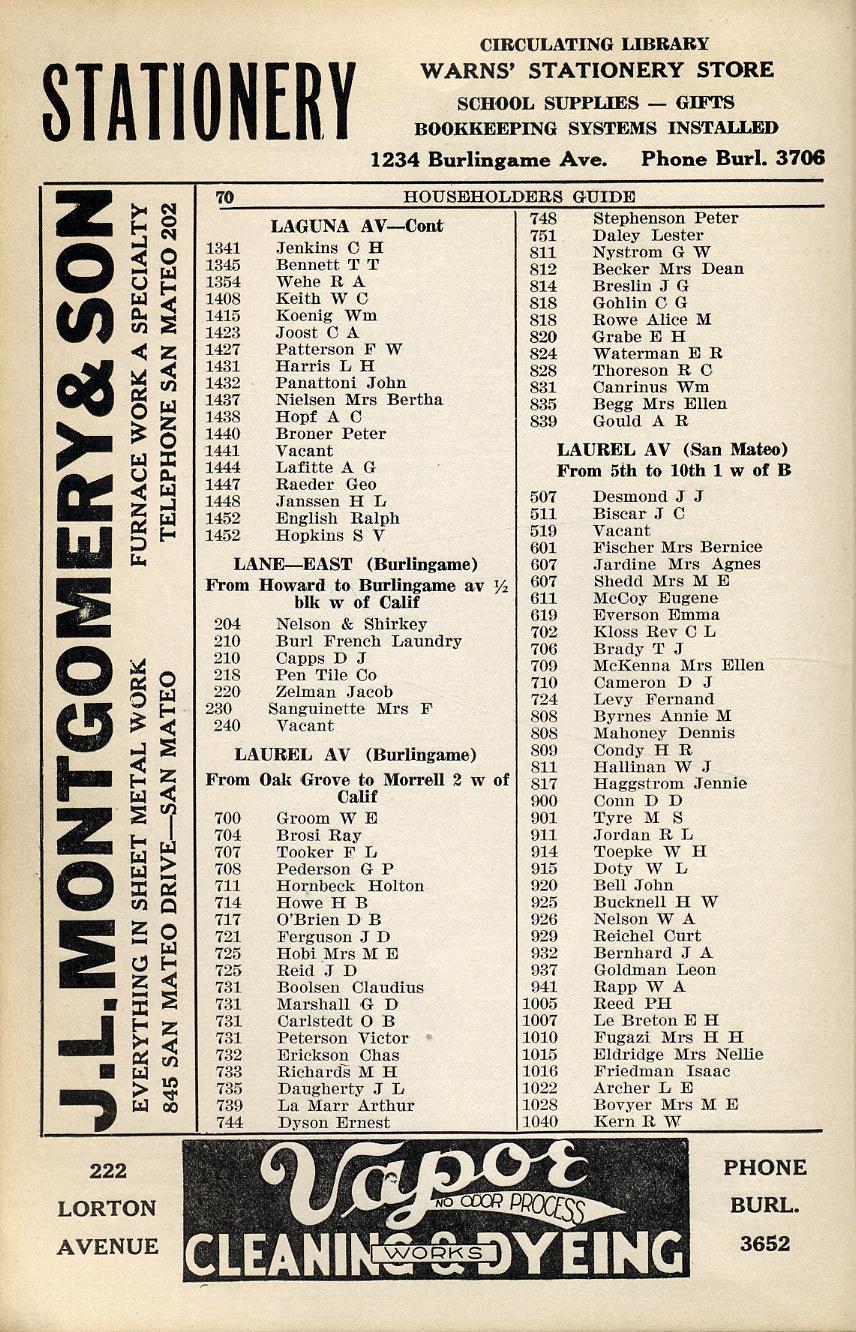 STATIONERY
CIRCULATING LIBRARY
WARNS' STATIONERY STORE
SCHOOL SUPPLIES — GIFTS
BOOKKEEPING SYSTEMS INSTALLED
1234 Burlingame Ave. Phone Burl. 3706
J.L. MONTGOMERY & SON
EVERYTHING IN SHEET METAL WORK FURNACE WORK A SPECIALTY
845 SAN MATEO DRIVE—SAN MATEO TELEPHONE SAN MATEO 202
70 HOUSEHOLDERS GUIDE
LAGUNA AV—Cont
1341 Jenkins C H
1345 Bennett T T
1354 Wehe R A
1408 Keith W C
1415 Koenig Wm
1423 Joost C A
1427 Patterson F W
1431 Harris L H
1432 Panattoni John
1437 Nielsen Mrs Bertha
1438 Hopf A C
1440 Broner Peter
1441 Vacant
1444 Lafitte A G
1447 Raeder Geo
1448 Janssen H L
1452 English Ralph
1452 Hopkins S V
LANE—EAST (Burlingame)
From Howard to Burlingame av ½
blk w of Calif
204 Nelson & Shirkey
210 Burl French Laundry
210 Capps D J
218 Pen Tile Co
220 Zelman Jacob
230 Sanguinette Mrs F
240 Vacant
LAUREL AV (Burlingame)
From Oak Grove to Morrell 2 w of
Calif
700 Groom W E
704 Brosi Ray
707 Tooker F L
708 Pederson G P
711 Hornbeck Holton
714 Howe H B
717 O'Brien D B
721 Ferguson J D
725 Hobi Mrs M E
725 Reid J D
731 Boolsen Claudius
731 Marshall G D
731 Carlstedt O B
731 Peterson Victor
732 Erickson Chas
733 Richards M H
735 Daugherty J L
739 La Marr Arthur
744 Dyson Ernest
748 Stephenson Peter
751 Daley Lester
811 Nystrom G W
812 Becker Mrs Dean
814 Breslin J G
818 Gohlin C G
818 Rowe Alice M
820 Grabe E H
824 Waterman E R
828 Thoreson R C
831 Canrinus Wm
835 Begg Mrs Ellen
839 Gould A R
LAUREL AV (San Mateo)
From 5th to 10th 1 w of B
507 Desmond J J
511 Biscar J C
519 Vacant
601 Fischer Mrs Bernice
607 Jardine Mrs Agnes
607 Shedd Mrs M E
611 McCoy Eugene
619 Everson Emma
702 Kloss Rev C L
706 Brady T J
709 McKenna Mrs Ellen
710 Cameron D J
724 Levy Fernand
808 Byrnes Annie M
808 Mahoney Dennis
809 Condy H R
811 Hallinan W J
817 Haggstrom Jennie
900 Conn D D
901 Tyre M S
911 Jordan R L
914 Toepke W H
915 Doty W L
920 Bell John
925 Bucknell H W
926 Nelson W A
929 Reichel Curt
932 Bernhard J A
937 Goldman Leon
941 Rapp W A
1005 Reed PH
1007 Le Breton E H
1010 Fugazi Mrs H H
1015 Eldridge Mrs Nellie
1016 Friedman Isaac
1022 Archer L E
1028 Bovyer Mrs M E
1040 Kern R W
222
LORTON
AVENUE
Vapor
NO ODOR PROCESS
CLEANING & DYEING
WORKS
PHONE
BURL.
3652